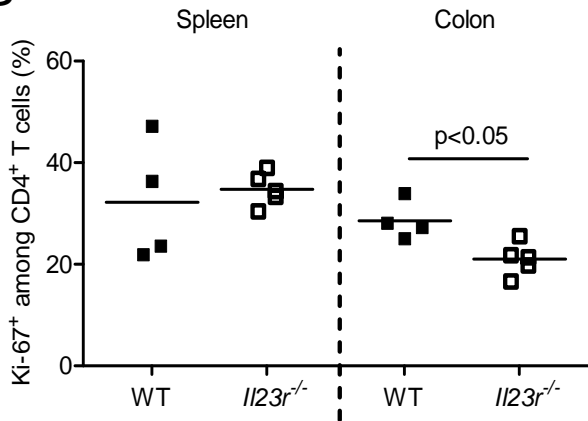 Spleen Colon
Ki-67⁺ among CD4⁺ T cells (%)
60
40
20
0
p<0.05
WT Il23r⁻/⁻ WT Il23r⁻/⁻